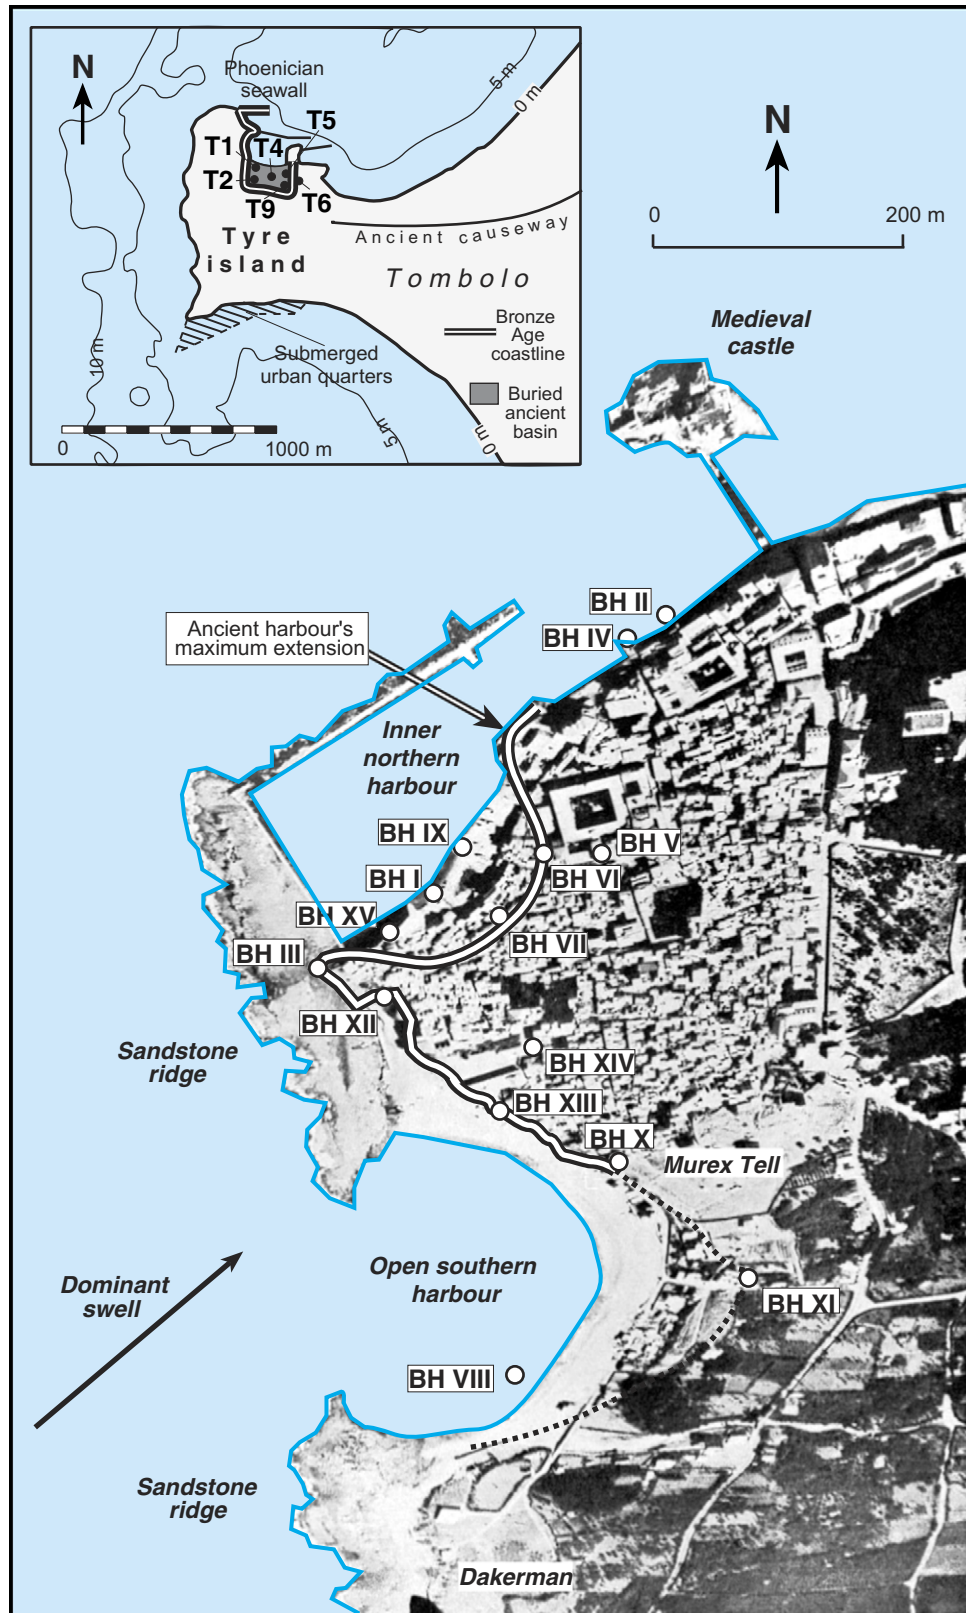 N
Phoenician
seawall
5 m
0 m
T5
T1
T4
T2
T6
T9
Tyre
island
Ancient causeway
Tombolo
Bronze
Age
coastline
Submerged
urban quarters
10 m
Buried
ancient
basin
5 m
0 m
0
1000 m
N
0
200 m
Medieval
castle
BH II
BH IV
Ancient harbour's
maximum extension
Inner
northern
harbour
BH IX
BH V
BH VI
BH I
BH XV
BH VII
BH III
BH XII
Sandstone
ridge
BH XIV
BH XIII
BH X
Murex Tell
Open southern
harbour
Dominant
swell
BH XI
BH VIII
Sandstone
ridge
Dakerman